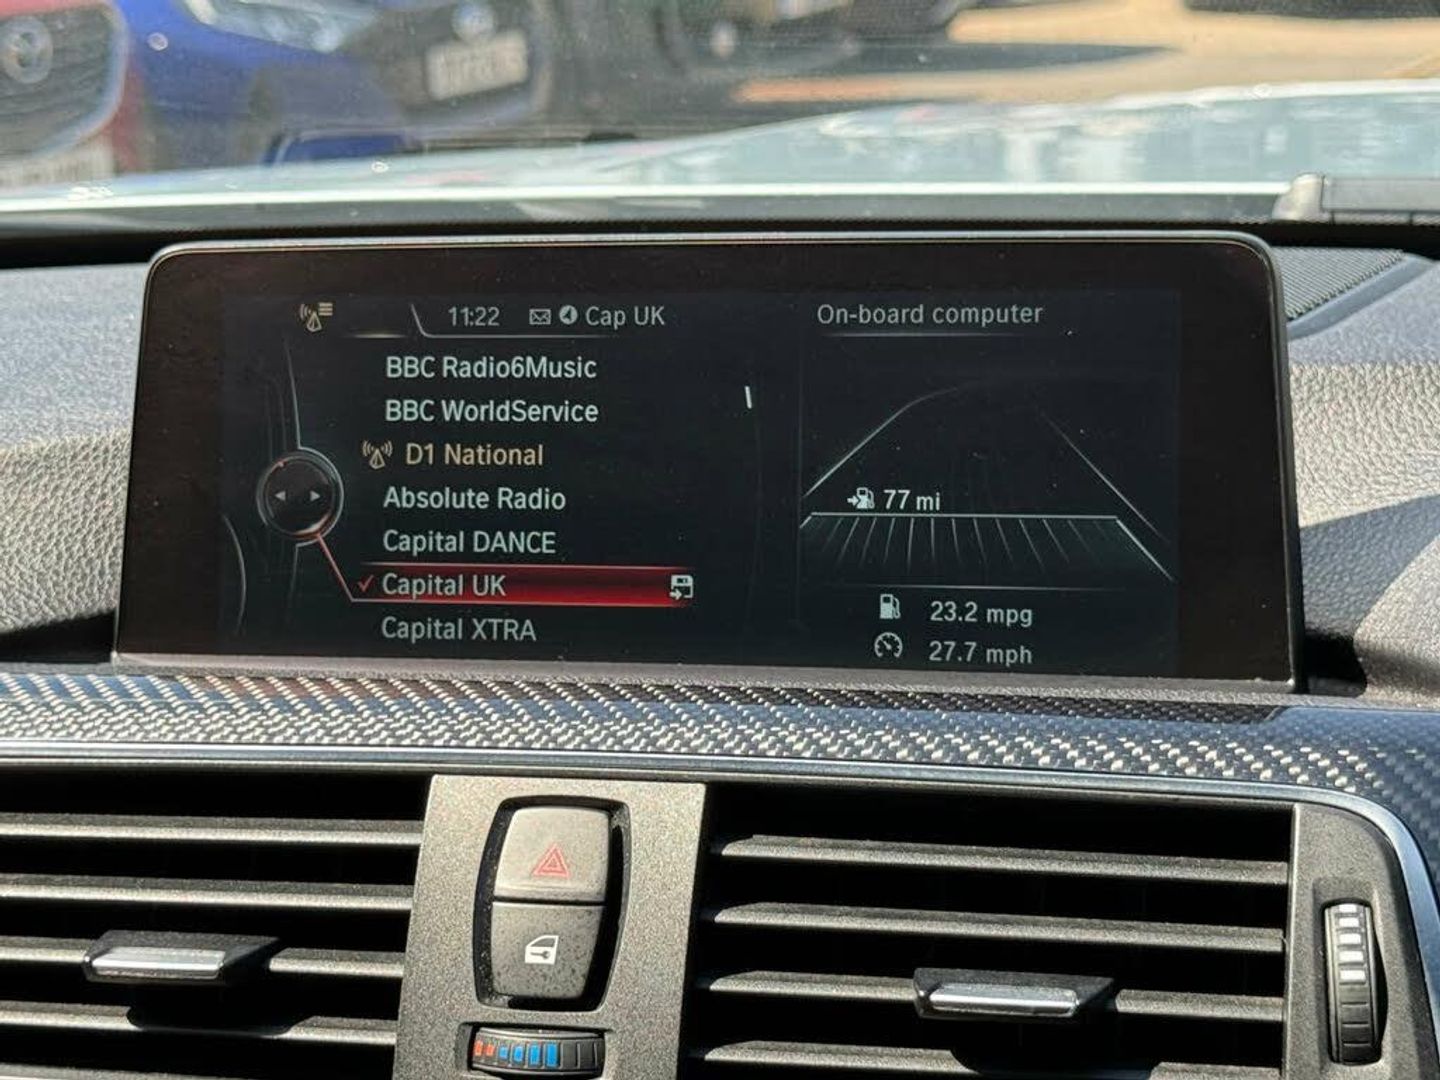 11:22 Cap UK
BBC Radio6Music
BBC WorldService
D1 National
Absolute Radio
Capital DANCE
Capital UK
Capital XTRA
On-board computer
77 mi
23.2 mpg
27.7 mph